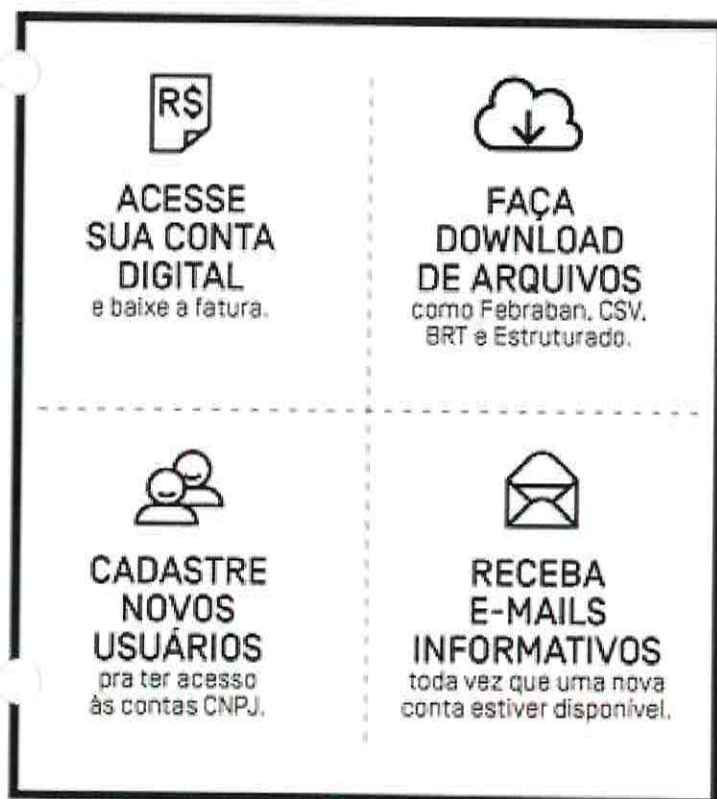 R$
ACESSE
SUA CONTA
DIGITAL
e baixe a fatura.
FAÇA
DOWNLOAD
DE ARQUIVOS
como Febraban, CSV,
BRT e Estruturado.
CADASTRE
NOVOS
USUÁRIOS
pra ter acesso
às contas CNPJ.
RECEBA
E-MAILS
INFORMATIVOS
toda vez que uma nova
conta estiver disponível.